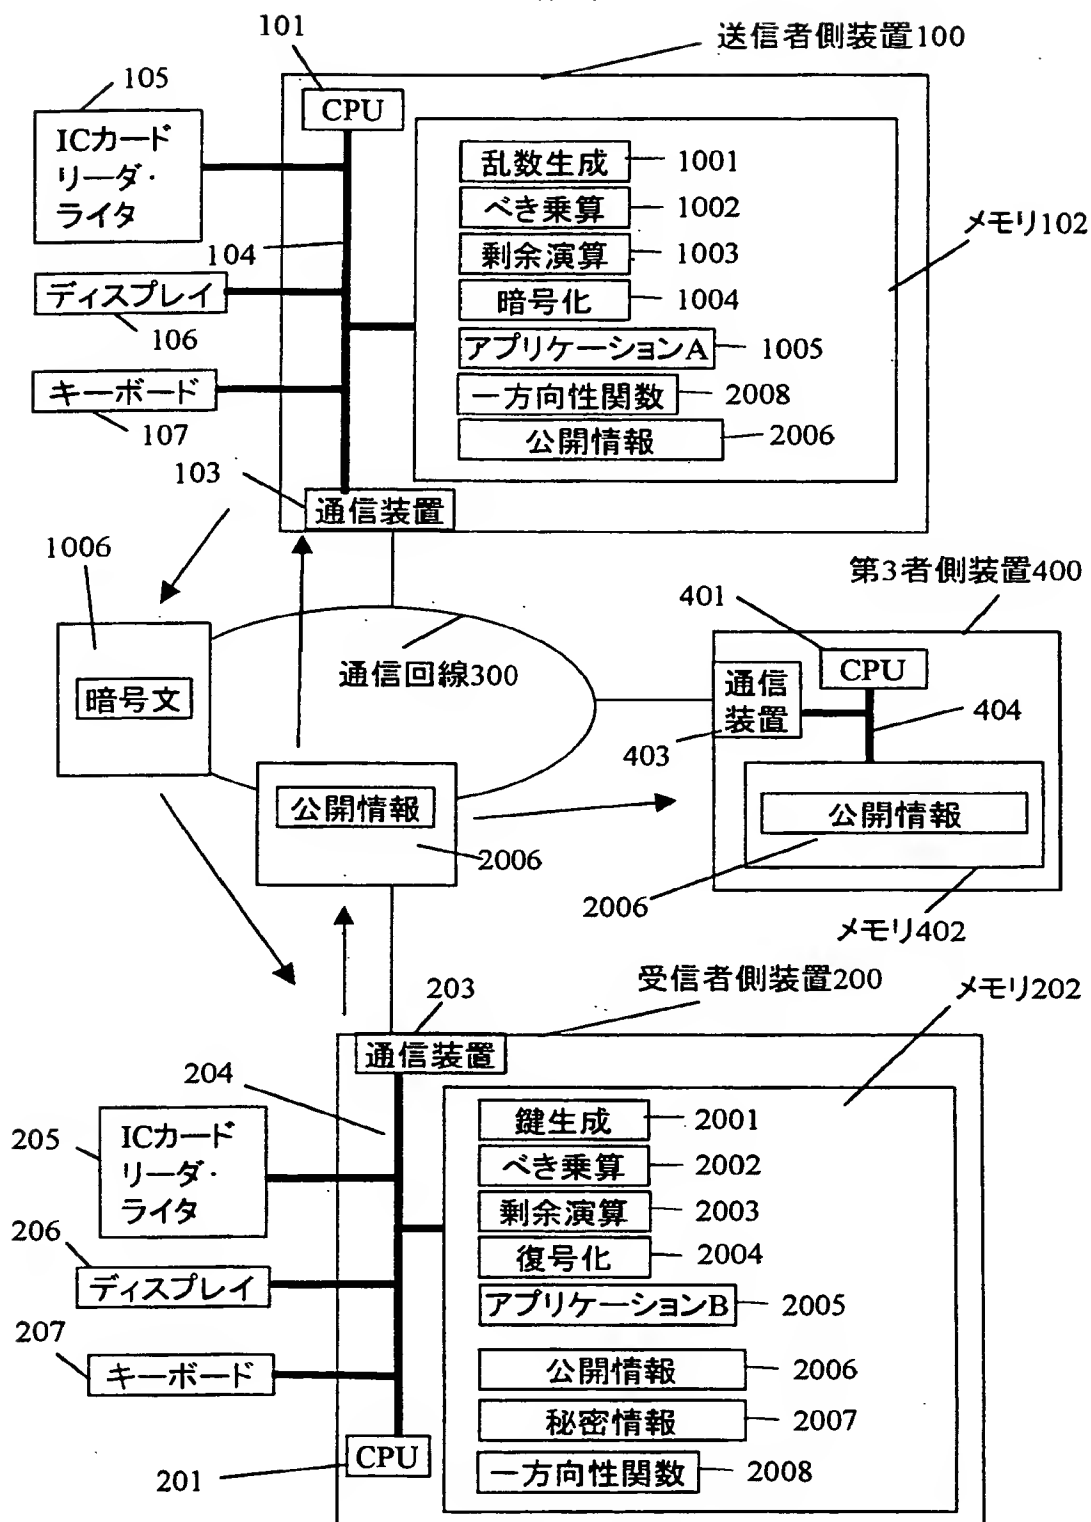 101
送信者側装置100
105
CPU
ICカード
リーダ・
ライタ
乱数生成
1001
べき乗算
1002
メモリ102
剰余演算
1003
104
ディスプレイ
暗号化
1004
106
アプリケーションA
1005
キーボード
一方向性関数
2008
107
公開情報
2006
103
通信装置
1006
第3者側装置400
401
通信回線300
CPU
通信
装置
暗号文
404
403
公開情報
公開情報
2006
2006
メモリ402
受信者側装置200
メモリ202
203
通信装置
204
鍵生成
2001
205
ICカード
リーダ・
ライタ
べき乗算
2002
剰余演算
2003
206
復号化
2004
ディスプレイ
アプリケーションB
2005
207
キーボード
公開情報
2006
秘密情報
2007
CPU
201
一方向性関数
2008